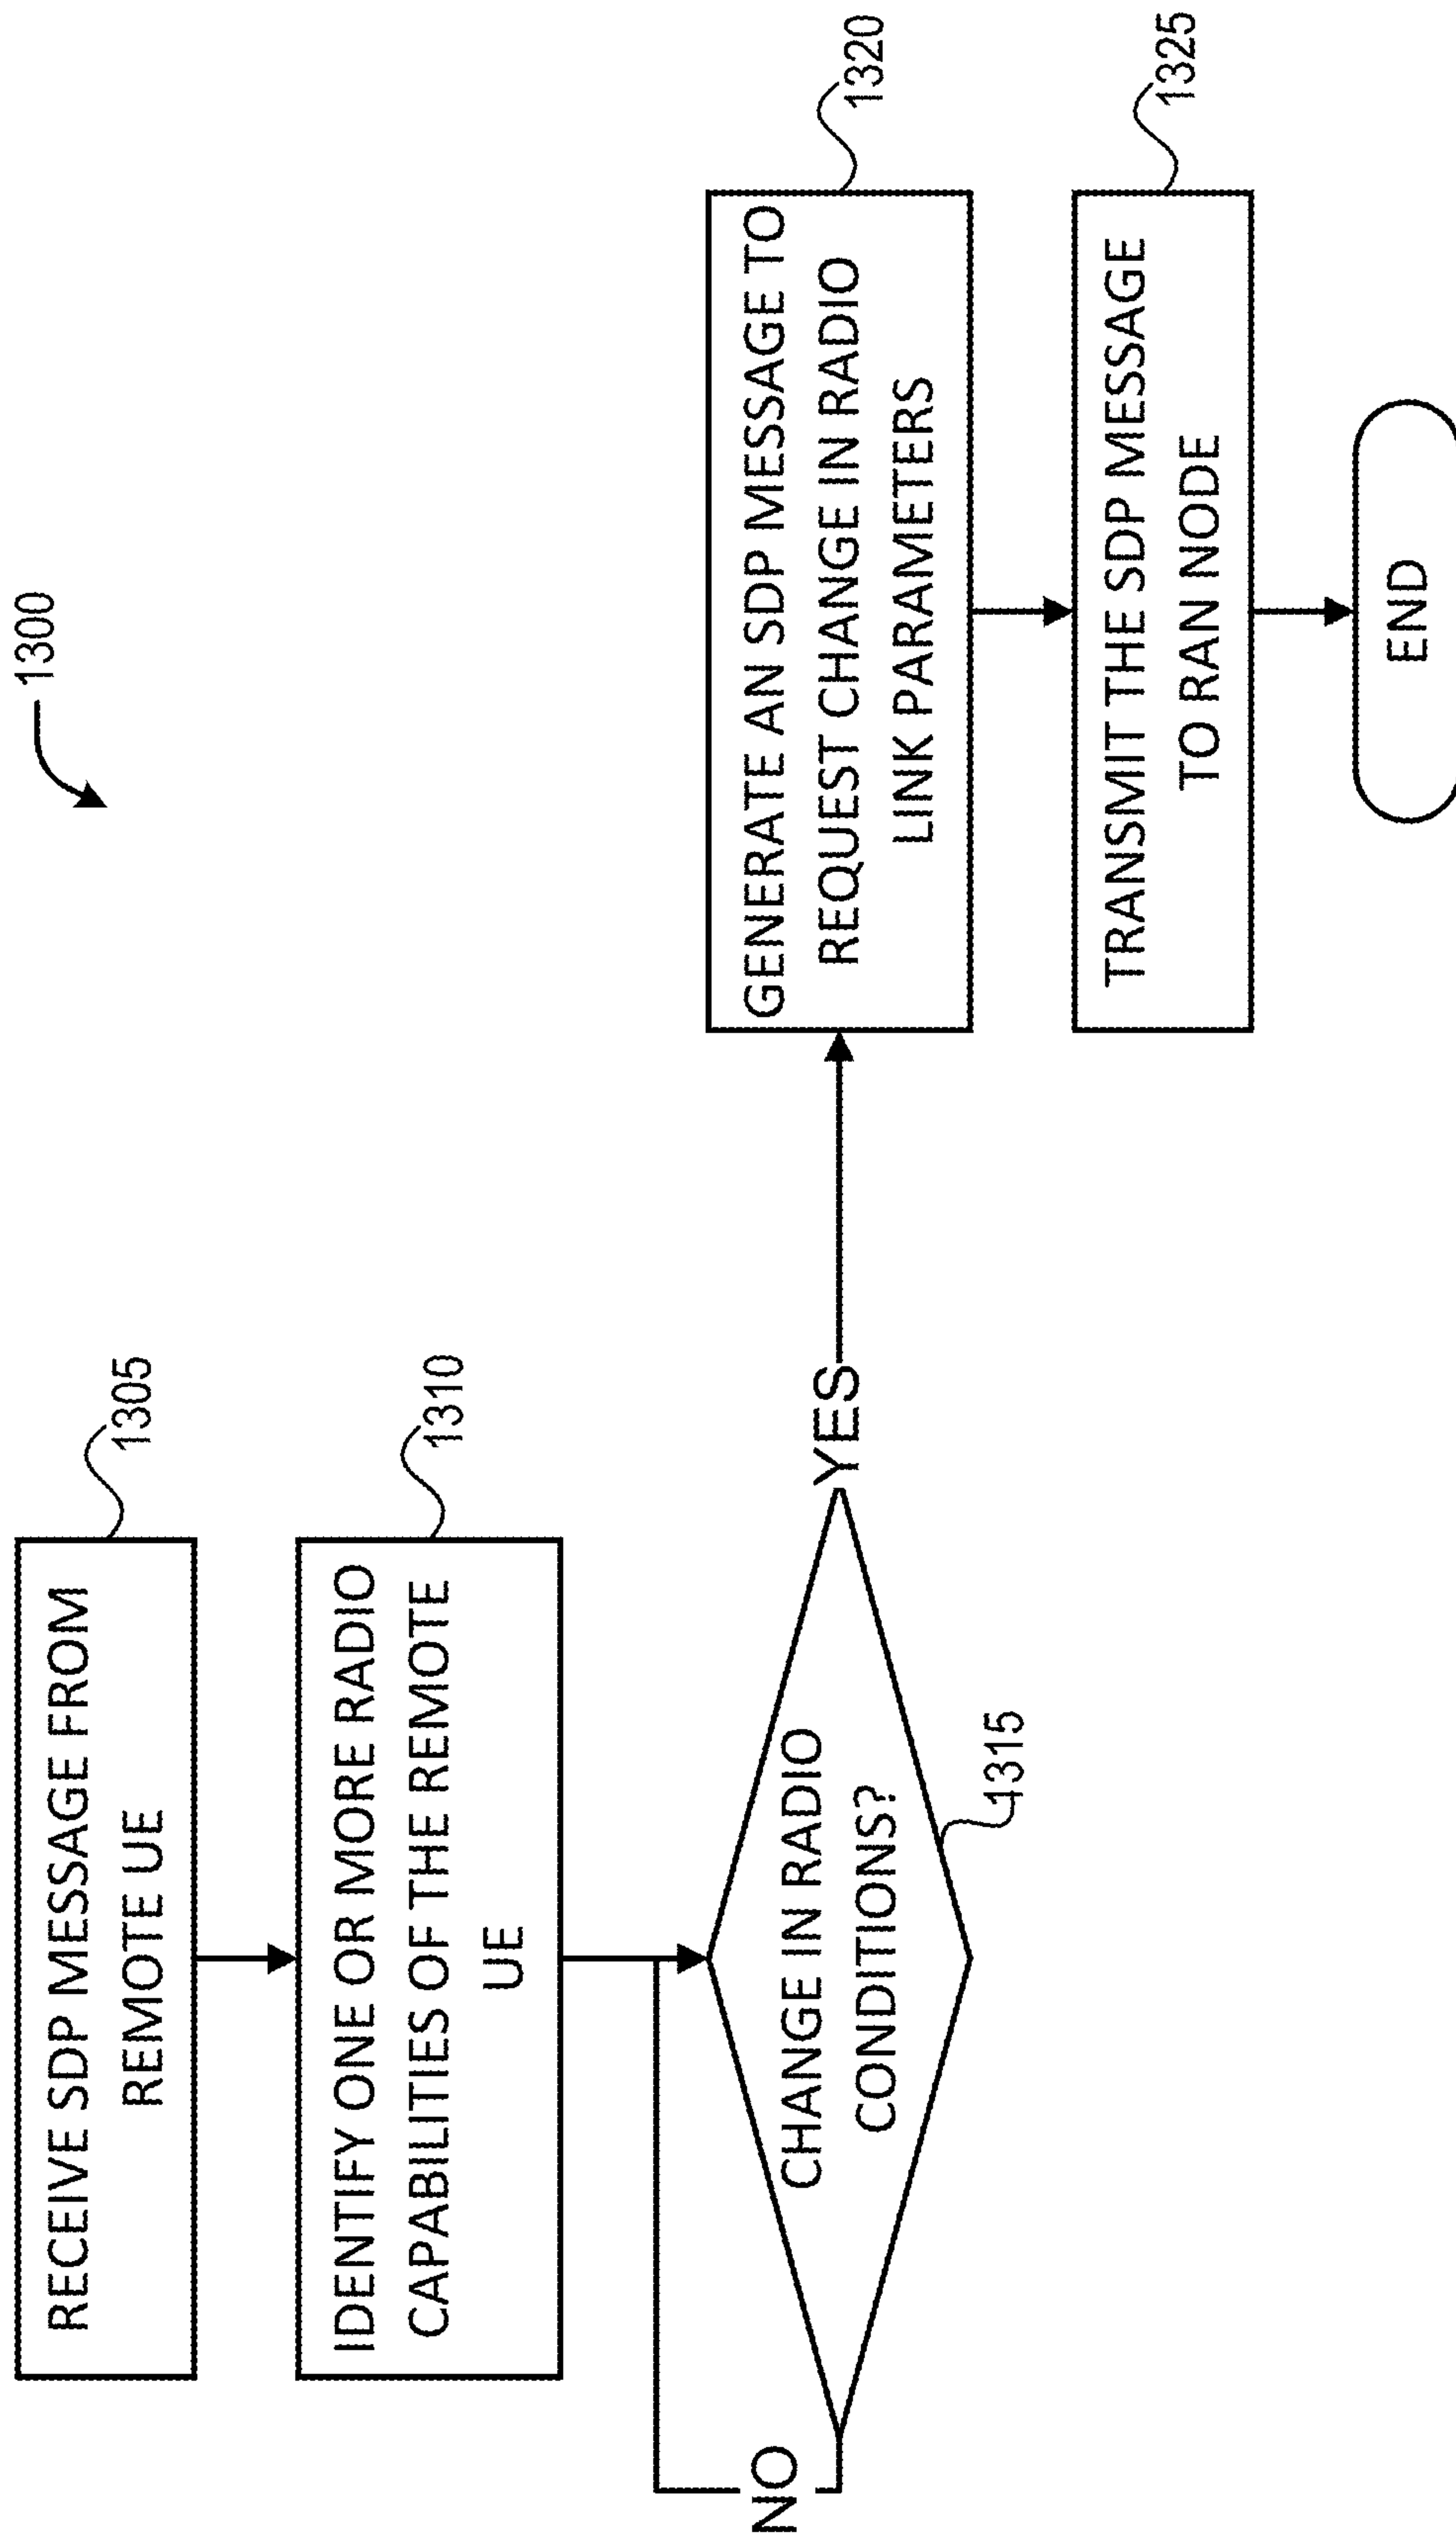 1300
RECEIVE SDP MESSAGE FROM
REMOTE UE
1305
IDENTIFY ONE OR MORE RADIO
CAPABILITIES OF THE REMOTE
UE
1310
CHANGE IN RADIO
CONDITIONS?
1315
NO
YES
GENERATE AN SDP MESSAGE TO
REQUEST CHANGE IN RADIO
LINK PARAMETERS
1320
TRANSMIT THE SDP MESSAGE
TO RAN NODE
1325
END